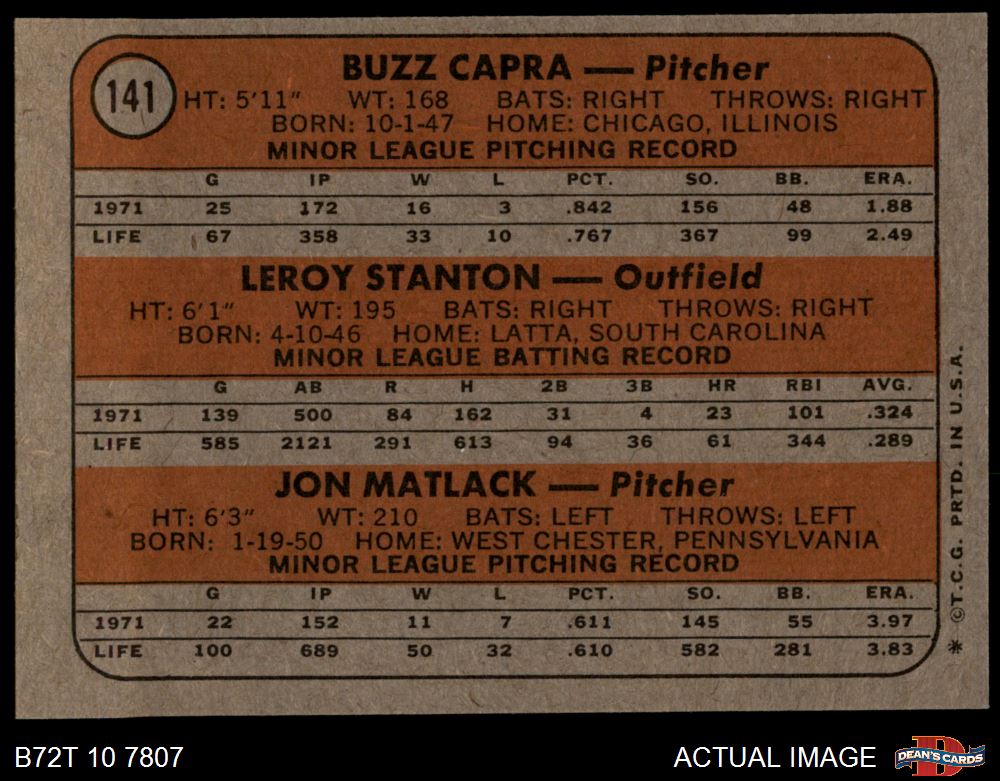 141
BUZZ CAPRA — Pitcher
HT: 5'11" WT: 168 BATS: RIGHT THROWS: RIGHT
BORN: 10-1-47 HOME: CHICAGO, ILLINOIS
MINOR LEAGUE PITCHING RECORD
G IP W L PCT. SO. BB. ERA.
1971 25 172 16 3 .842 156 48 1.88
LIFE 67 358 33 10 .767 367 99 2.49
LEROY STANTON — Outfield
HT: 6'1" WT: 195 BATS: RIGHT THROWS: RIGHT
BORN: 4-10-46 HOME: LATTA, SOUTH CAROLINA
MINOR LEAGUE BATTING RECORD
G AB R H 2B 3B HR RBI AVG.
1971 139 500 84 162 31 4 23 101 .324
LIFE 585 2121 291 613 94 36 61 344 .289
JON MATLACK — Pitcher
HT: 6'3" WT: 210 BATS: LEFT THROWS: LEFT
BORN: 1-19-50 HOME: WEST CHESTER, PENNSYLVANIA
MINOR LEAGUE PITCHING RECORD
G IP W L PCT. SO. BB. ERA.
1971 22 152 11 7 .611 145 55 3.97
LIFE 100 689 50 32 .610 582 281 3.83
* ©T.C.G. PRTD. IN U.S.A.
B72T 10 7807
ACTUAL IMAGE
D
DEAN'S CARDS